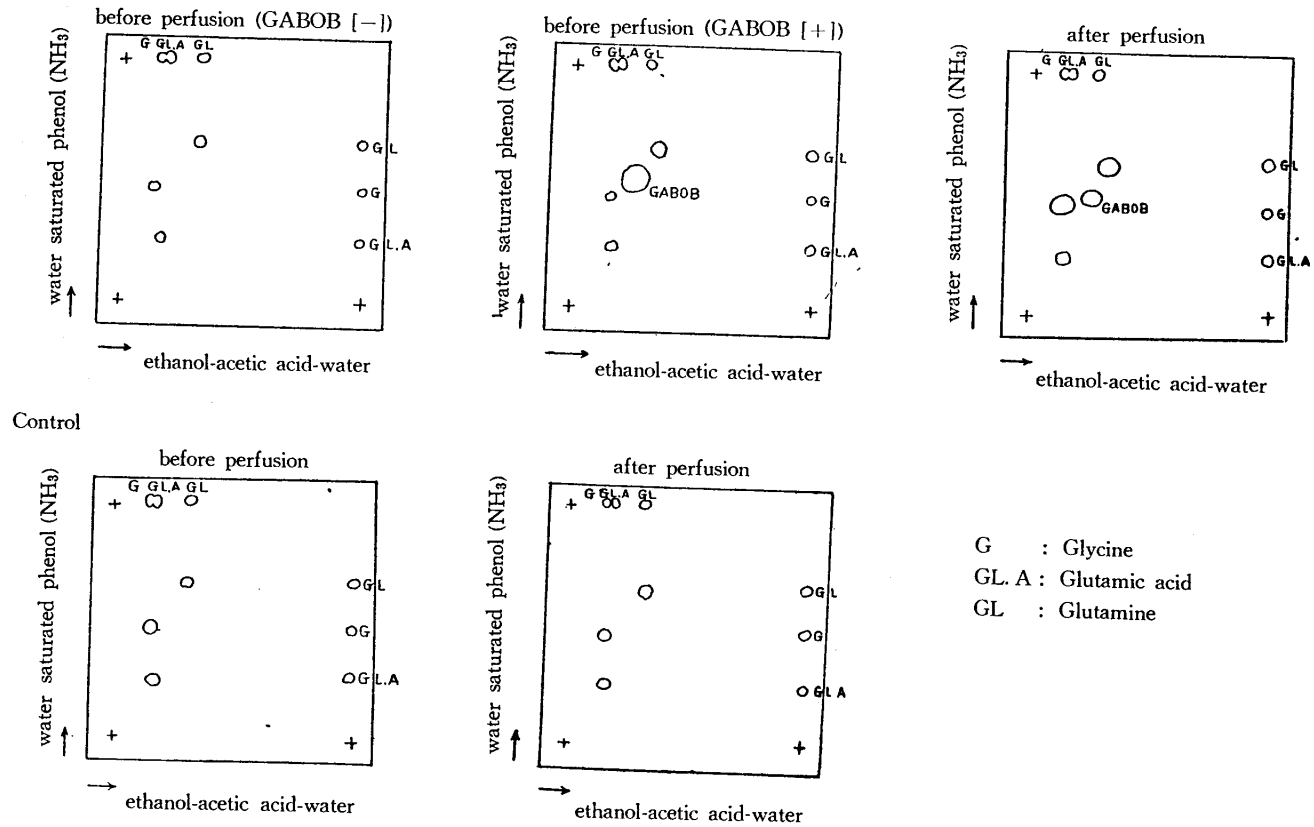 before perfusion (GABOB [−])
water saturated phenol (NH₃)
+ G GL.A GL
GL
G
GL.A
+ +
ethanol-acetic acid-water
before perfusion (GABOB [+])
water saturated phenol (NH₃)
+ G GL.A GL
GL
GABOB
G
GL.A
+ +
ethanol-acetic acid-water
after perfusion
water saturated phenol (NH₃)
+ G GL.A GL
GL
GABOB
G
GL.A
+ +
ethanol-acetic acid-water
Control
before perfusion
water saturated phenol (NH₃)
+ G GL.A GL
GL
G
GL.A
+ +
ethanol-acetic acid-water
after perfusion
water saturated phenol (NH₃)
+ G GL.A GL
GL
G
GLA
+ +
ethanol-acetic acid-water
G : Glycine
GL. A : Glutamic acid
GL : Glutamine